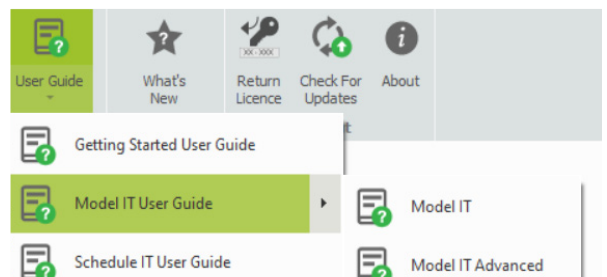 User Guide
What's
New
Return
Licence
Check For
Updates
About
XX-XXX
Getting Started User Guide
Model IT User Guide
Model IT
Schedule IT User Guide
Model IT Advanced